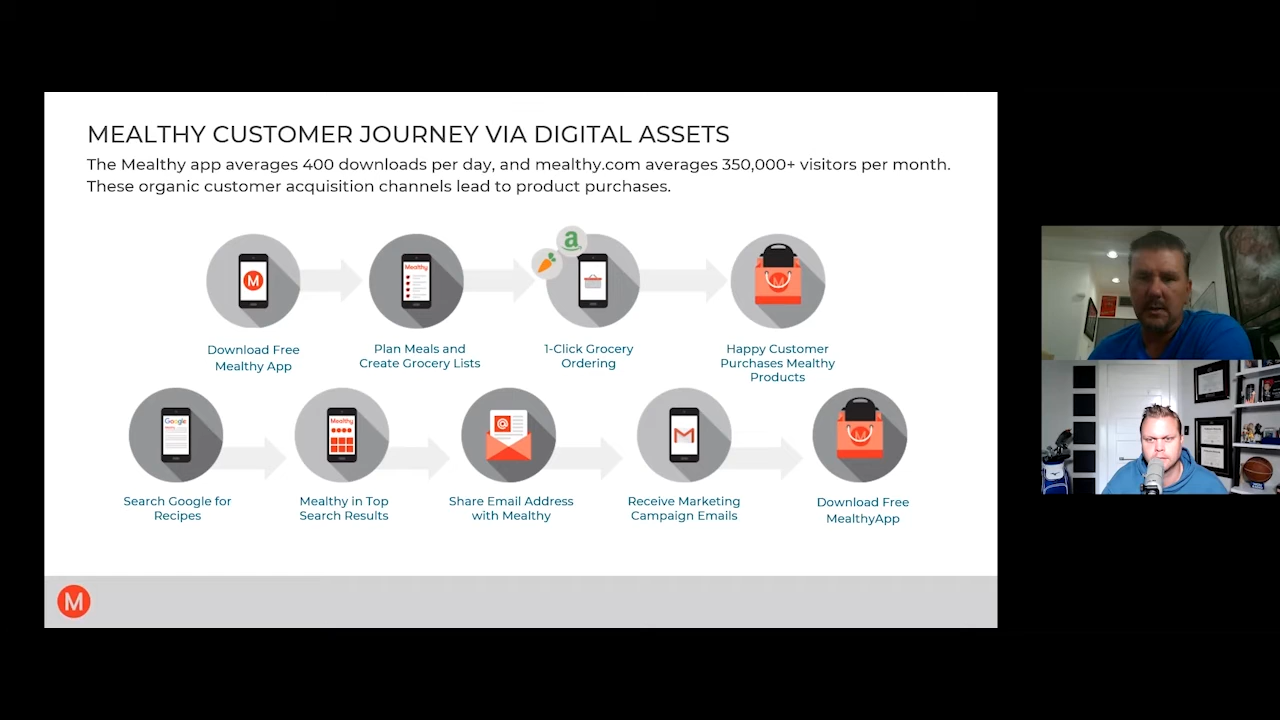 MEALTHY CUSTOMER JOURNEY VIA DIGITAL ASSETS
The Mealthy app averages 400 downloads per day, and mealthy.com averages 350,000+ visitors per month.
These organic customer acquisition channels lead to product purchases.
M
Mealthy
a
M
Download Free
Mealthy App
Plan Meals and
Create Grocery Lists
1-Click Grocery
Ordering
Happy Customer
Purchases Mealthy
Products
Google
Mealthy
@
M
M
Search Google for
Recipes
Mealthy in Top
Search Results
Share Email Address
with Mealthy
Receive Marketing
Campaign Emails
Download Free
MealthyApp
M